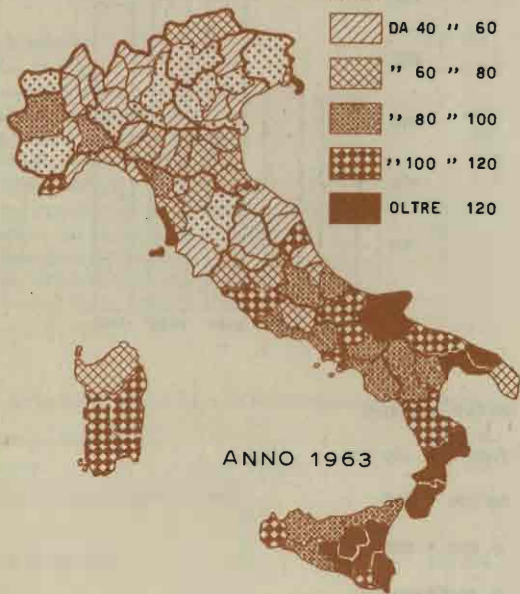 DA 40 " 60
" 60 " 80
" 80 " 100
" 100 " 120
OLTRE 120
ANNO 1963